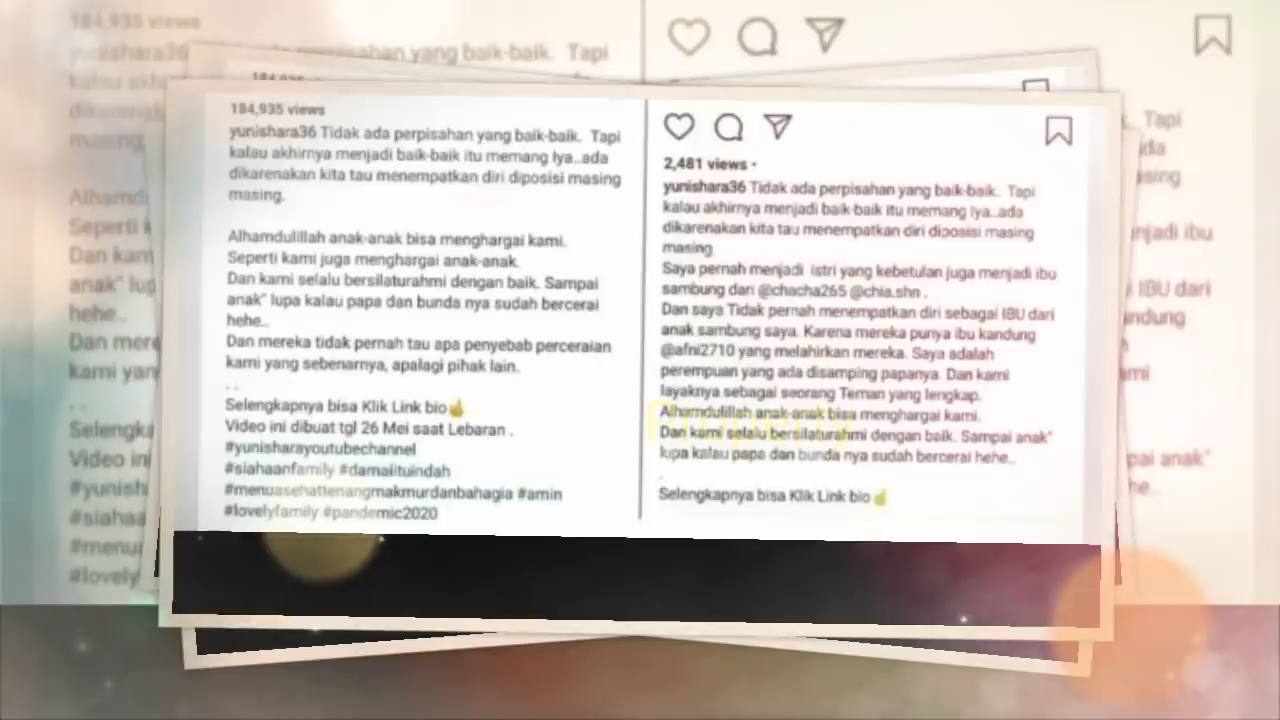 184,935 views
yunishara36 Tidak ada perpisahan yang baik-baik. Tapi
kalau akhirnya menjadi baik-baik itu memang Iya..ada
dikarenakan kita tau menempatkan diri diposisi masing
masing.
Alhamdulillah anak-anak bisa menghargai kami.
Seperti kami juga menghargai anak-anak.
Dan kami selalu bersilaturahmi dengan baik. Sampai
anak" lupa kalau papa dan bunda nya sudah bercerai
hehe..
Dan mereka tidak pernah tau apa penyebab perceraian
kami yang sebenarnya, apalagi pihak lain.
. .
Selengkapnya bisa Klik Link bio☝
Video ini dibuat tgl 26 Mei saat Lebaran .
#yunisharayoutubechannel
#siahaanfamily #damaiituindah
#menuasehattenangmakmurdanbahagia #amin
#lovelyfamily #pandemic2020
2,481 views •
yunishara36 Tidak ada perpisahan yang baik-baik. Tapi
kalau akhirnya menjadi baik-baik itu memang Iya..ada
dikarenakan kita tau menempatkan diri diposisi masing
masing
Saya pernah menjadi istri yang kebetulan juga menjadi ibu
sambung dari @chacha265 @chia.shn .
Dan saya Tidak pernah menempatkan diri sebagai IBU dari
anak sambung saya. Karena mereka punya ibu kandung
@afni2710 yang melahirkan mereka. Saya adalah
perempuan yang ada disamping papanya. Dan kami
layaknya sebagai seorang Teman yang lengkap.
Alhamdulillah anak-anak bisa menghargai kami.
Dan kami selalu bersilaturahmi dengan baik. Sampai anak"
lupa kalau papa dan bunda nya sudah bercerai hehe..
.
Selengkapnya bisa Klik Link bio☝